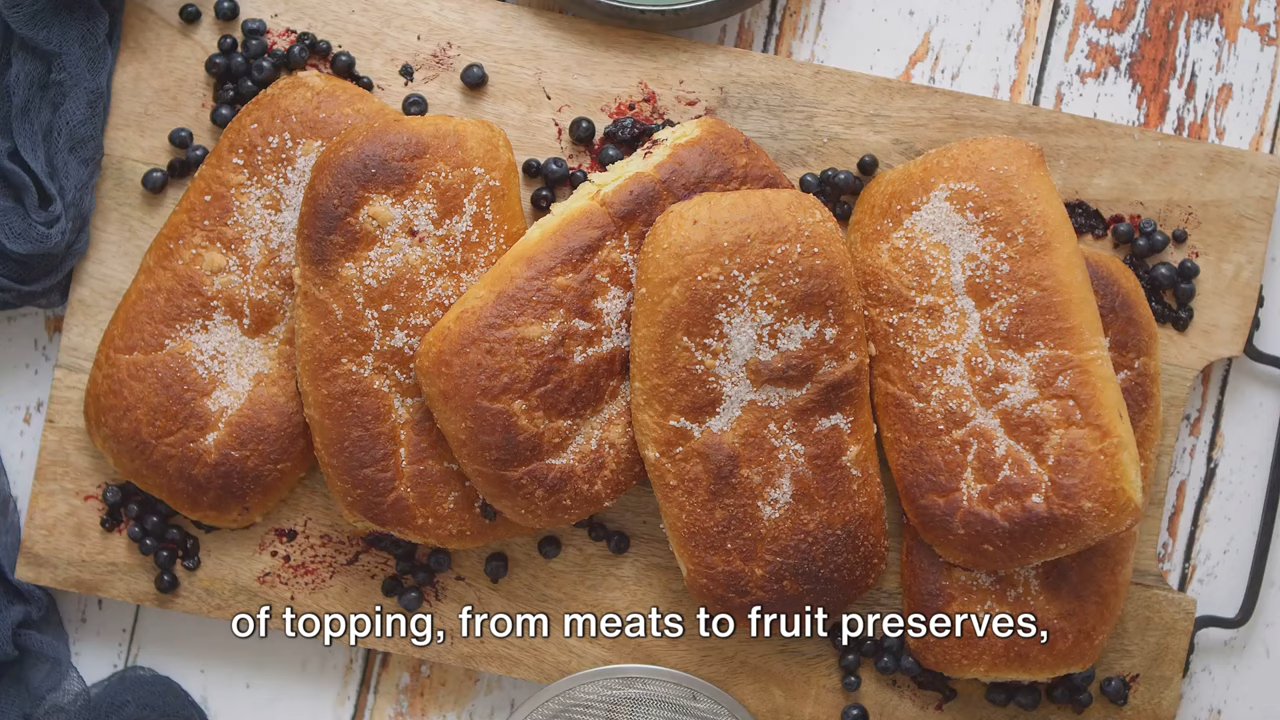 of topping, from meats to fruit preserves,